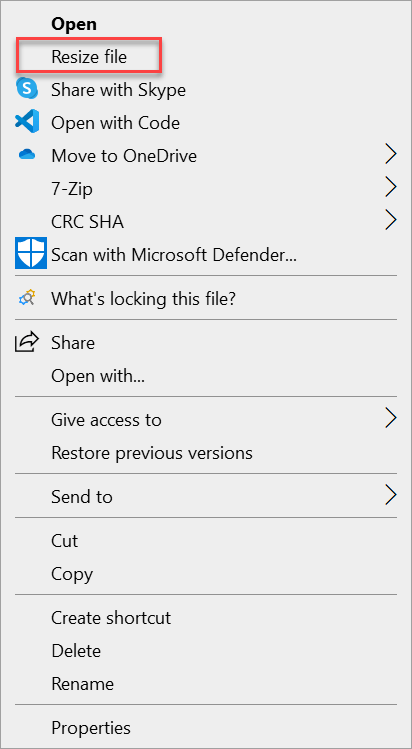 Open
Resize file
Share with Skype
Open with Code
Move to OneDrive
7-Zip
CRC SHA
Scan with Microsoft Defender...
What's locking this file?
Share
Open with...
Give access to
Restore previous versions
Send to
Cut
Copy
Create shortcut
Delete
Rename
Properties